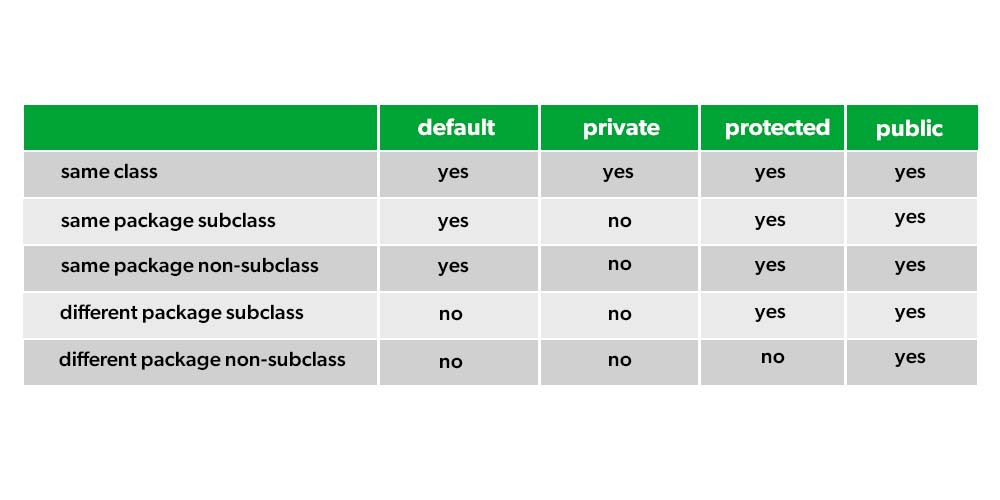 default private protected public
same class yes yes yes yes
same package subclass yes no yes yes
same package non-subclass yes no yes yes
different package subclass no no yes yes
different package non-subclass no no no yes